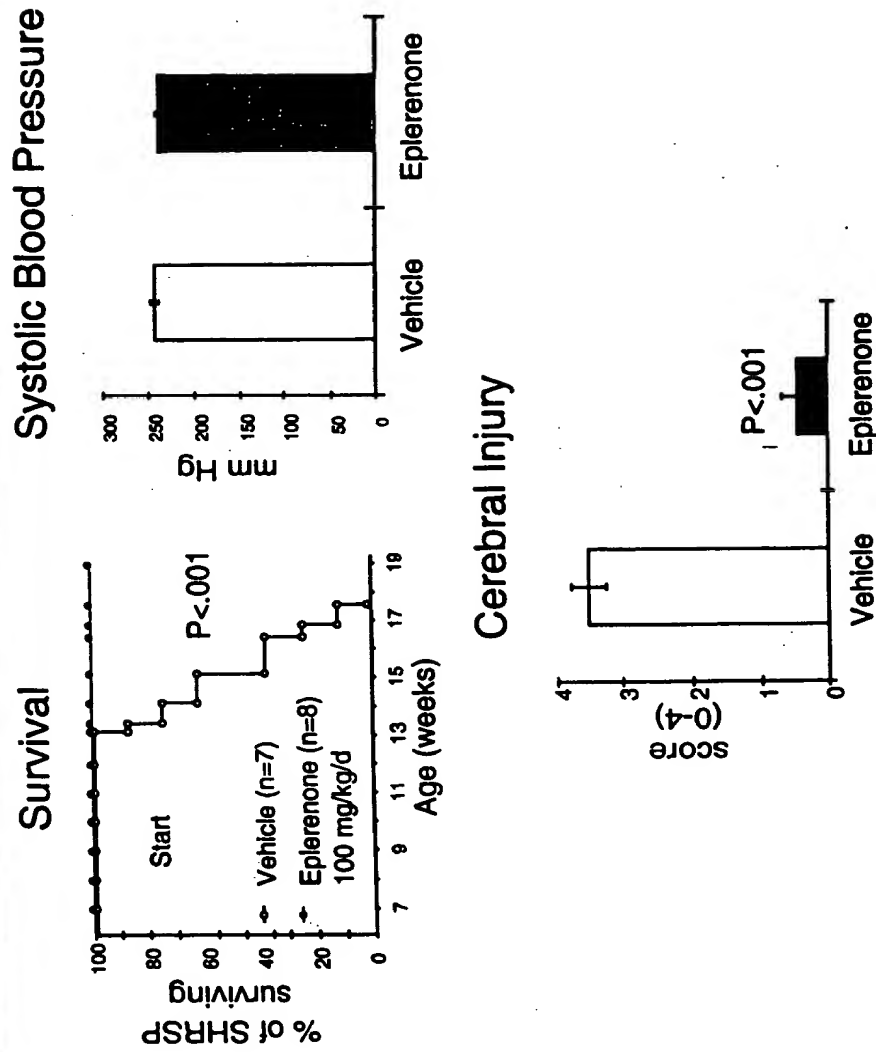 Survival
% of SHRSP
surviving
100
80
60
40
20
0
Start
P<.001
Vehicle (n=7)
Eplerenone (n=8)
100 mg/kg/d
7 9 11 13 15 17 19
Age (weeks)
Systolic Blood Pressure
mm Hg
300
250
200
150
100
50
0
Vehicle Eplerenone
Cerebral Injury
score
(0-4)
4
3
2
1
0
P<.001
Vehicle Eplerenone